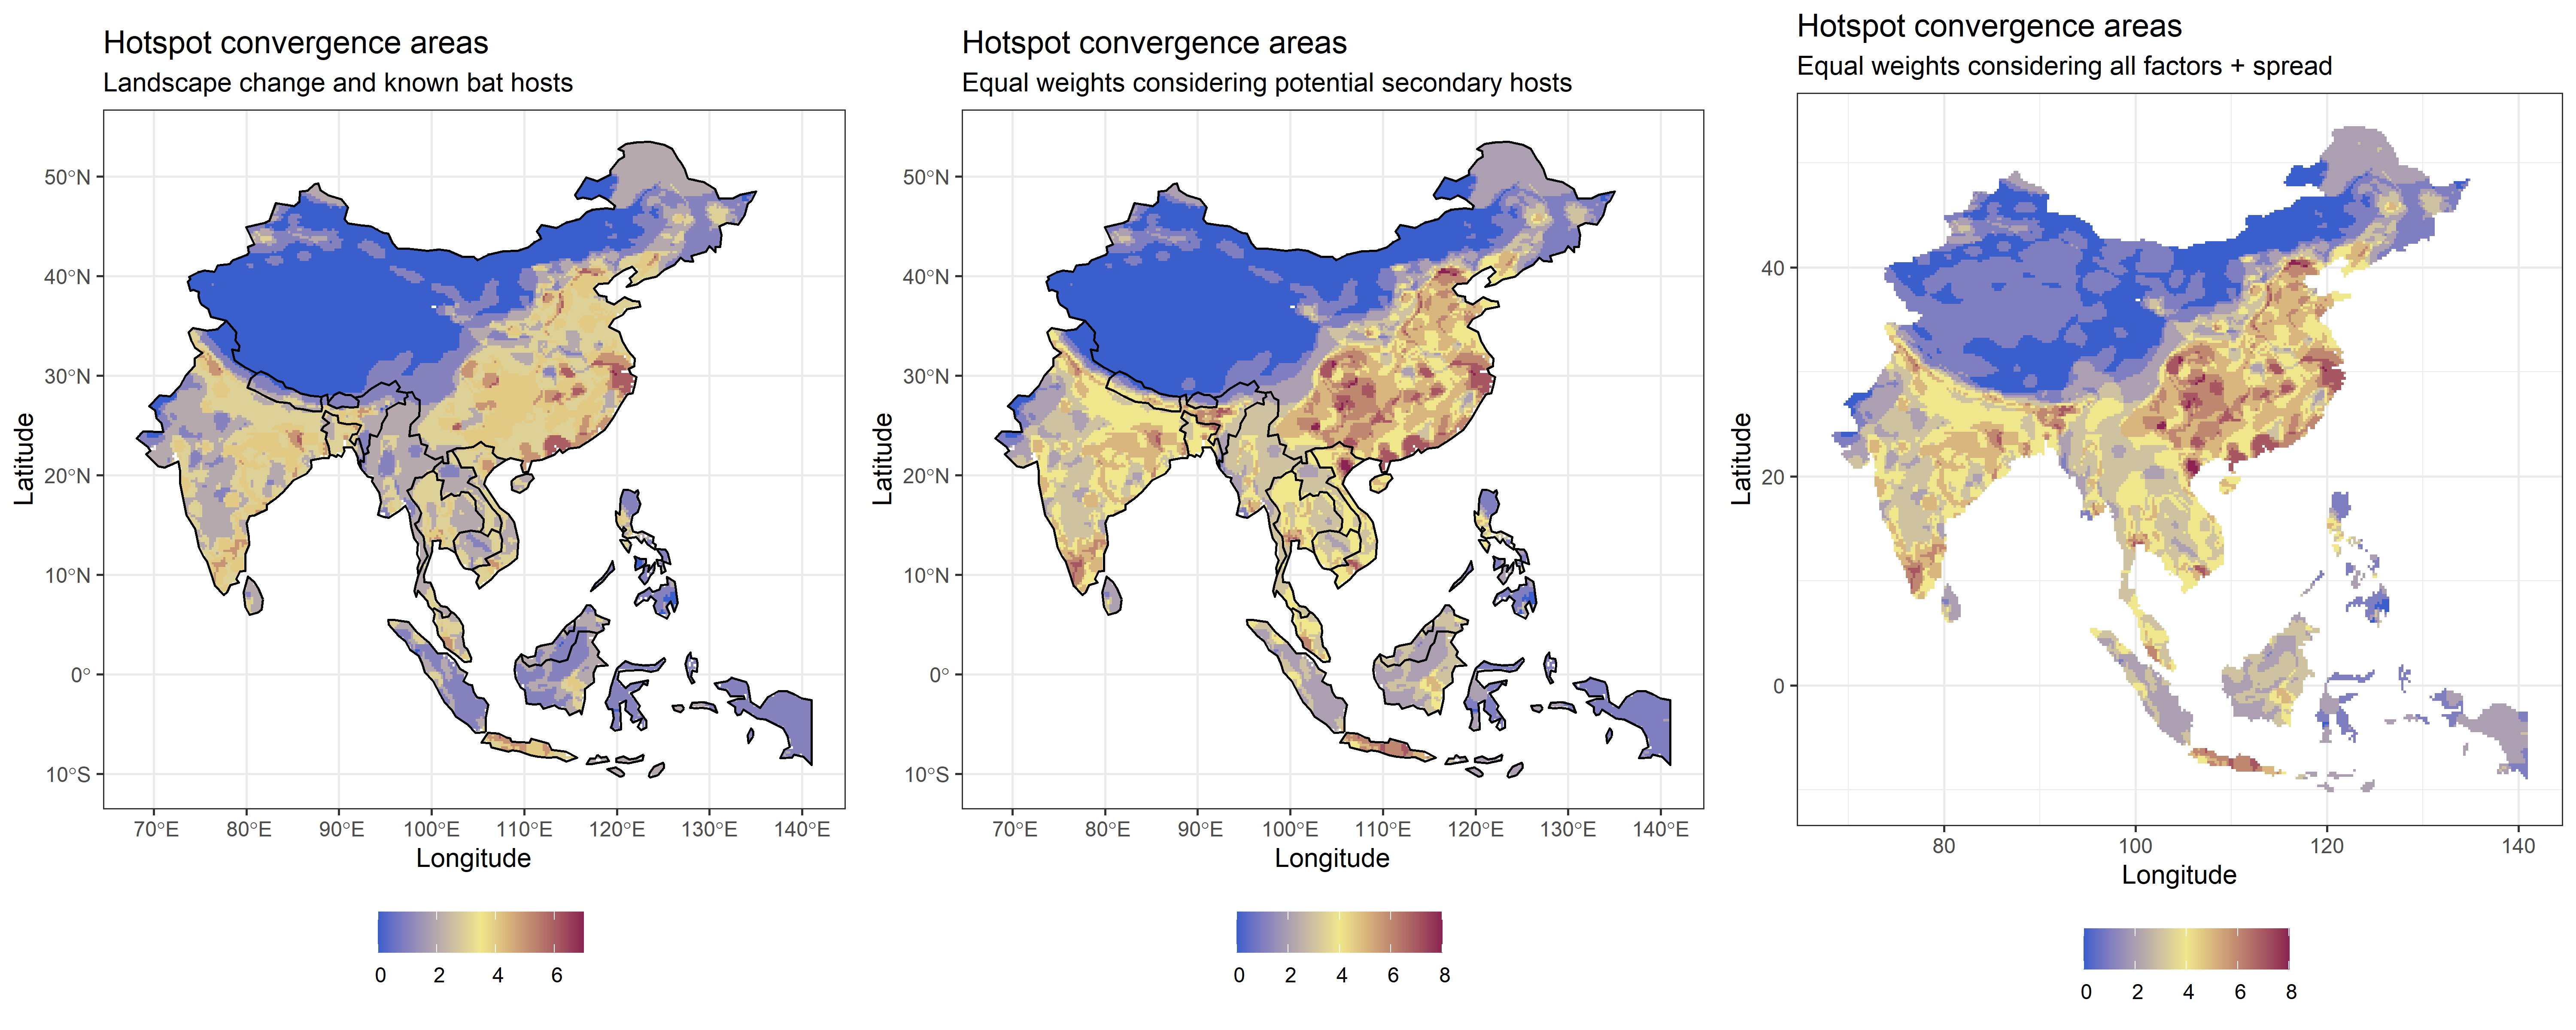 Hotspot convergence areas
Landscape change and known bat hosts
50°N
40°N
30°N
20°N
10°N
0°
10°S
Latitude
70°E 80°E 90°E 100°E 110°E 120°E 130°E 140°E
Longitude
0 2 4 6
Hotspot convergence areas
Equal weights considering potential secondary hosts
50°N
40°N
30°N
20°N
10°N
0°
10°S
Latitude
70°E 80°E 90°E 100°E 110°E 120°E 130°E 140°E
Longitude
0 2 4 6 8
Hotspot convergence areas
Equal weights considering all factors + spread
40
20
0
Latitude
80 100 120 140
Longitude
0 2 4 6 8